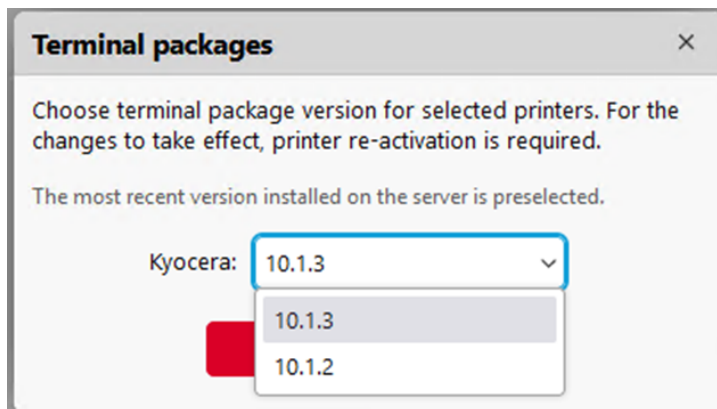 Terminal packages
Choose terminal package version for selected printers. For the
changes to take effect, printer re-activation is required.
The most recent version installed on the server is preselected.
Kyocera: 10.1.3
10.1.3
10.1.2